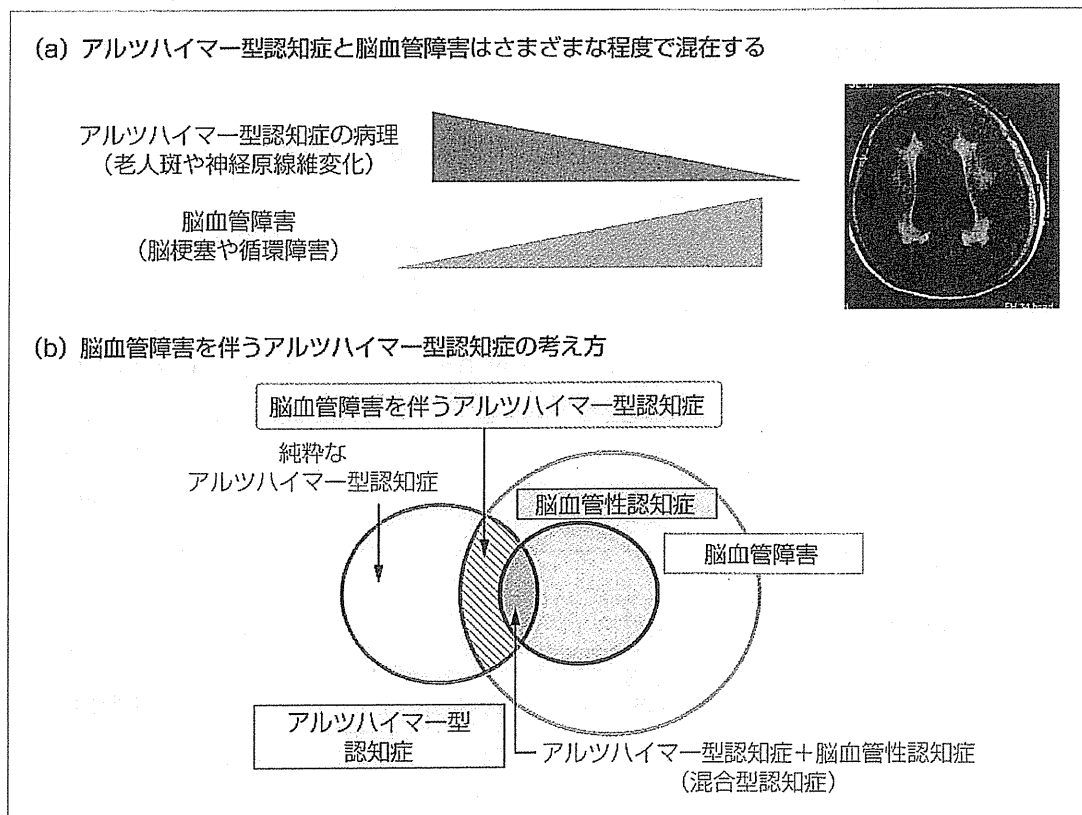 (a) アルツハイマー型認知症と脳血管障害はさまざまな程度で混在する
アルツハイマー型認知症の病理
(老人斑や神経原線維変化)
脳血管障害
(脳梗塞や循環障害)
(b) 脳血管障害を伴うアルツハイマー型認知症の考え方
脳血管障害を伴うアルツハイマー型認知症
純粋な
アルツハイマー型認知症
脳血管性認知症
脳血管障害
アルツハイマー型
認知症
アルツハイマー型認知症+脳血管性認知症
(混合型認知症)